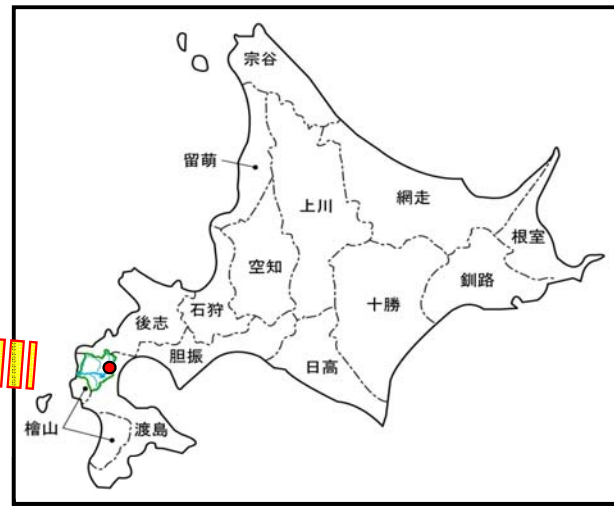 宗谷
留萌
上川
網走
根室
空知
釧路
石狩
十勝
後志
胆振
日高
檜山
渡島